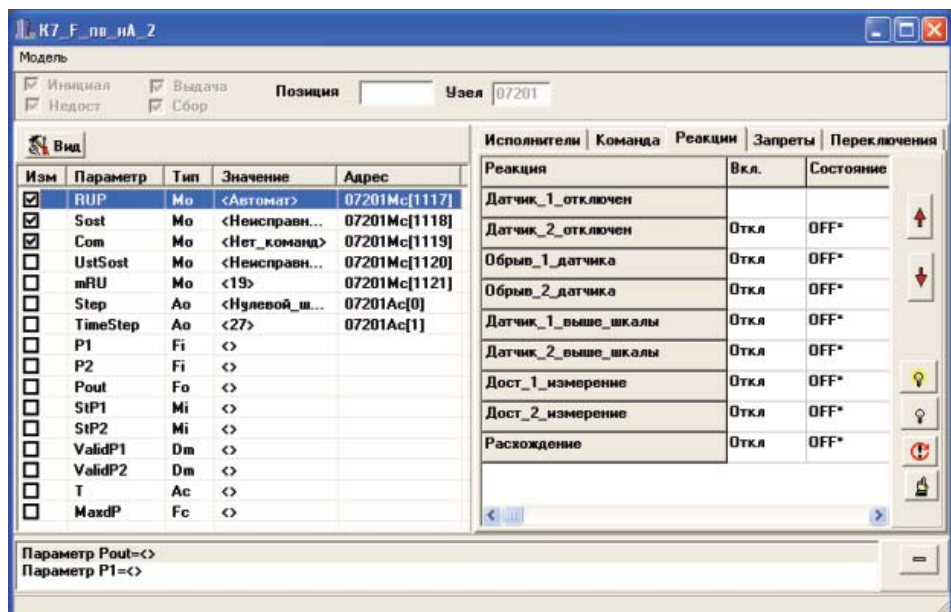 K7_F_пв_нА_2
Модель
Инициал Выдача Позиция Узел 07201
Недост Сбор
Вид
Изм Параметр Тип Значение Адрес
RUP Mo <Автомат> 07201Mc[1117]
Sost Mo <Неисправн... 07201Mc[1118]
Com Mo <Нет_команд> 07201Mc[1119]
UstSost Mo <Неисправн... 07201Mc[1120]
mRU Mo <19> 07201Mc[1121]
Step Ao <Нулевой_ш... 07201Ac[0]
TimeStep Ao <27> 07201Ac[1]
P1 Fi <>
P2 Fi <>
Pout Fo <>
StP1 Mi <>
StP2 Mi <>
ValidP1 Dm <>
ValidP2 Dm <>
T Ac <>
MaxdP Fc <>
Исполнители Команда Реакции Запреты Переключения
Реакция Вкл. Состояние
Датчик_1_отключен
Датчик_2_отключен Откл OFF*
Обрыв_1_датчика Откл OFF*
Обрыв_2_датчика Откл OFF*
Датчик_1_выше_шкалы Откл OFF*
Датчик_2_выше_шкалы Откл OFF*
Дост_1_измерение Откл OFF*
Дост_2_измерение Откл OFF*
Расхождение Откл OFF*
Параметр Pout=<>
Параметр P1=<>